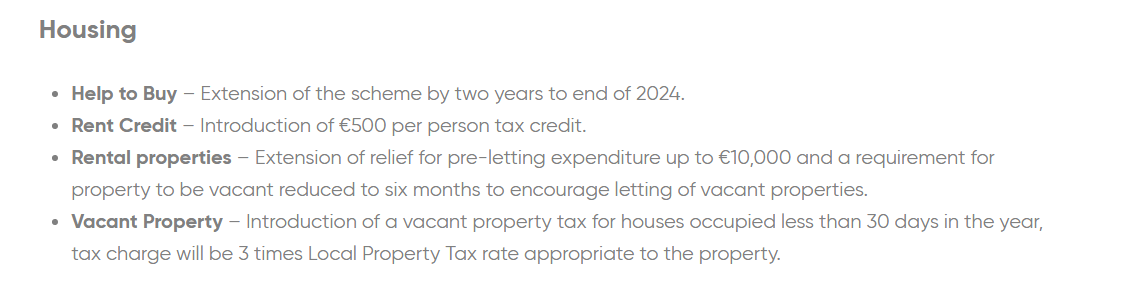 Housing
• Help to Buy – Extension of the scheme by two years to end of 2024.
• Rent Credit – Introduction of €500 per person tax credit.
• Rental properties – Extension of relief for pre-letting expenditure up to €10,000 and a requirement for
property to be vacant reduced to six months to encourage letting of vacant properties.
• Vacant Property – Introduction of a vacant property tax for houses occupied less than 30 days in the year,
tax charge will be 3 times Local Property Tax rate appropriate to the property.